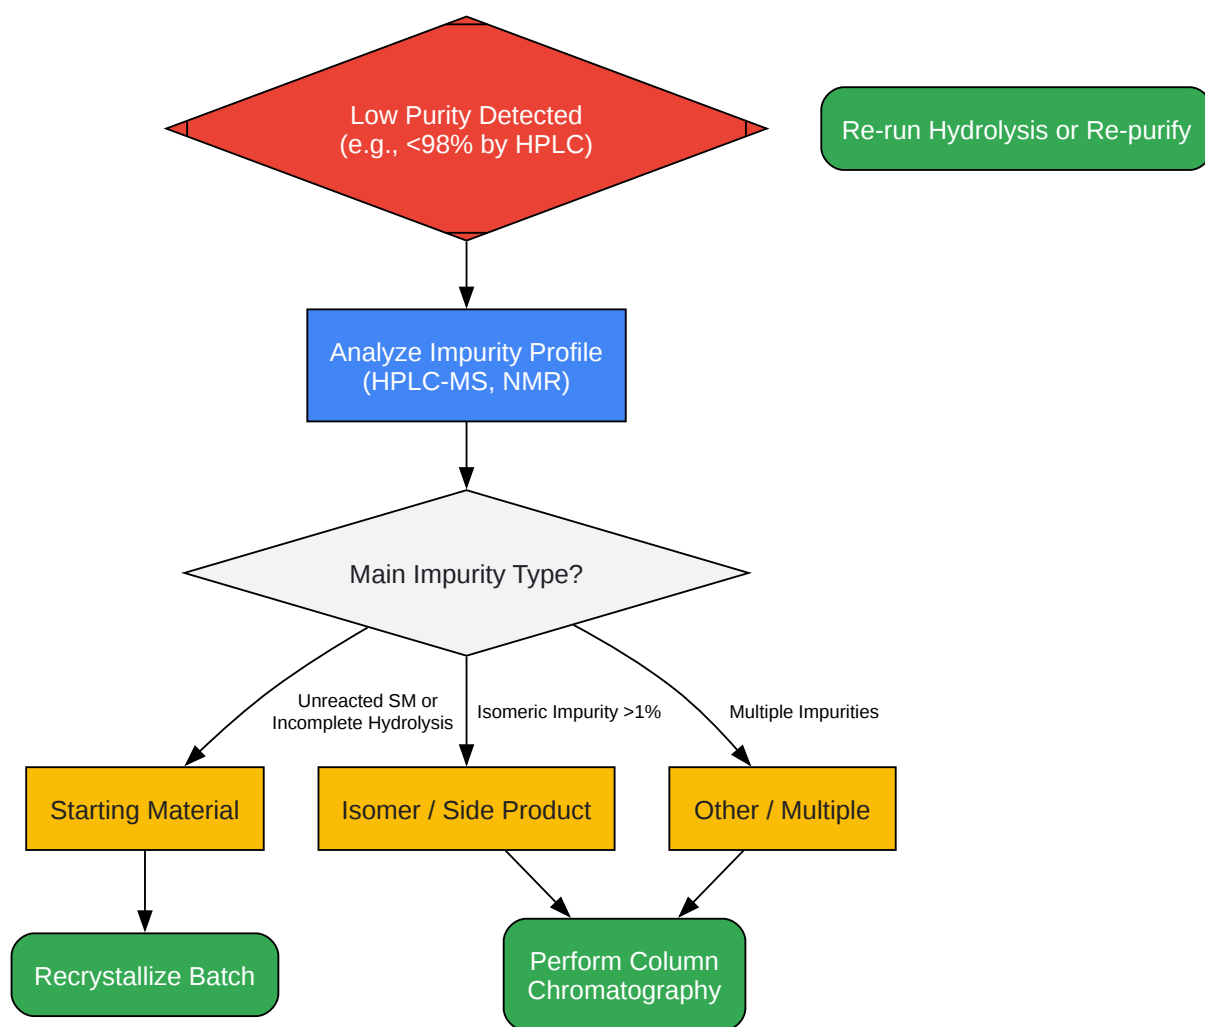 Low Purity Detected
(e.g., <98% by HPLC)
Re-run Hydrolysis or Re-purify
Analyze Impurity Profile
(HPLC-MS, NMR)
Main Impurity Type?
Unreacted SM or
Incomplete Hydrolysis
Isomeric Impurity >1%
Multiple Impurities
Starting Material
Isomer / Side Product
Other / Multiple
Recrystallize Batch
Perform Column
Chromatography